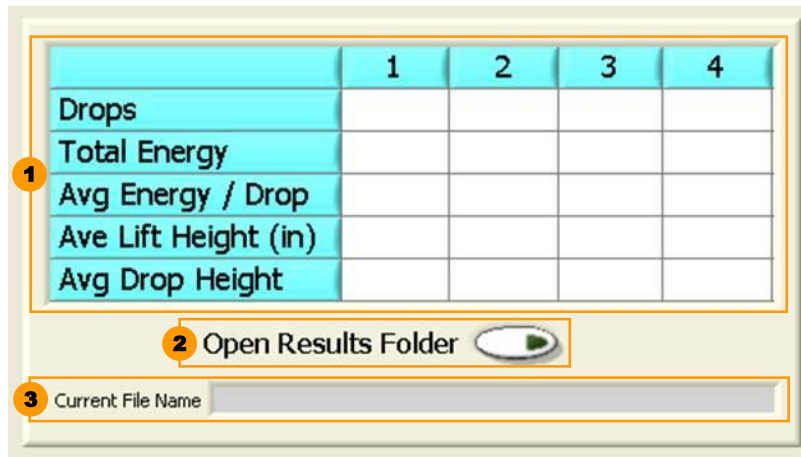 1 2 3 4
Drops
Total Energy
1
Avg Energy / Drop
Ave Lift Height (in)
Avg Drop Height
2 Open Results Folder
3 Current File Name